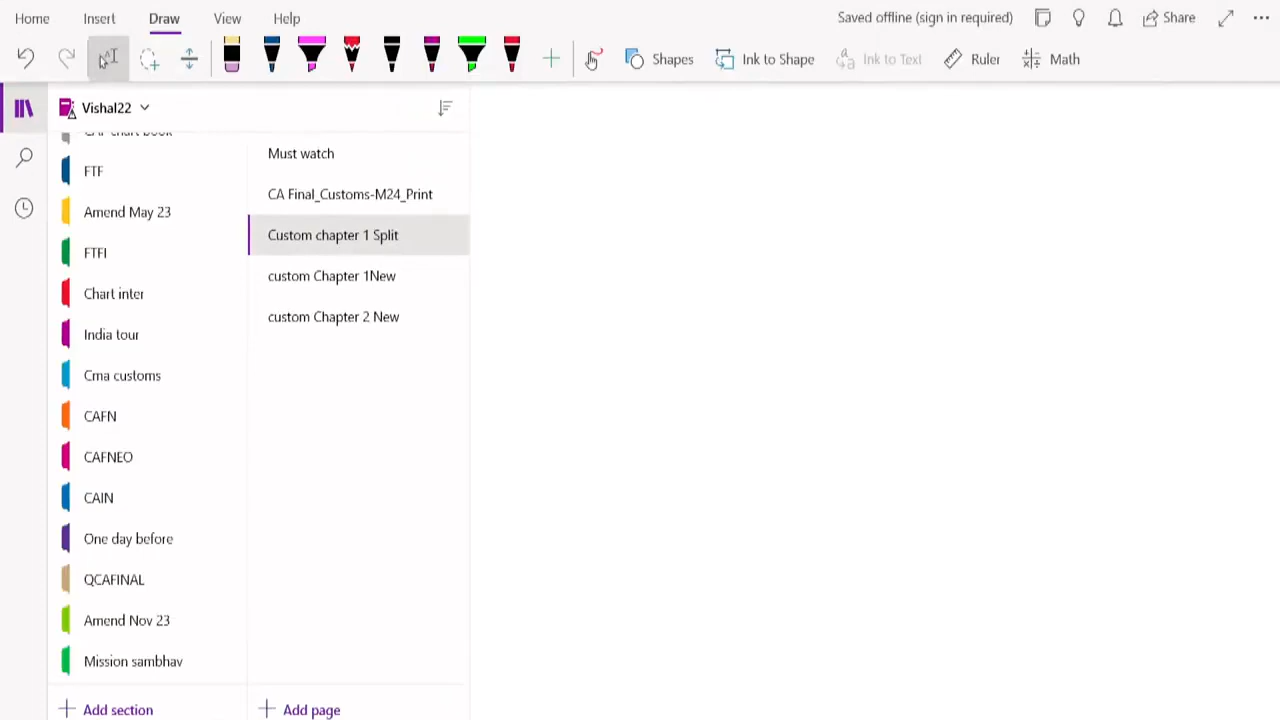 Home Insert Draw View Help Saved offline (sign in required) Share
Shapes Ink to Shape Ink to Text Ruler Math
Vishal22
CAF chart book
FTF
Amend May 23
FTFI
Chart inter
India tour
Cma customs
CAFN
CAFNEO
CAIN
One day before
QCAFINAL
Amend Nov 23
Mission sambhav
Add section
Must watch
CA Final_Customs-M24_Print
Custom chapter 1 Split
custom Chapter 1New
custom Chapter 2 New
Add page